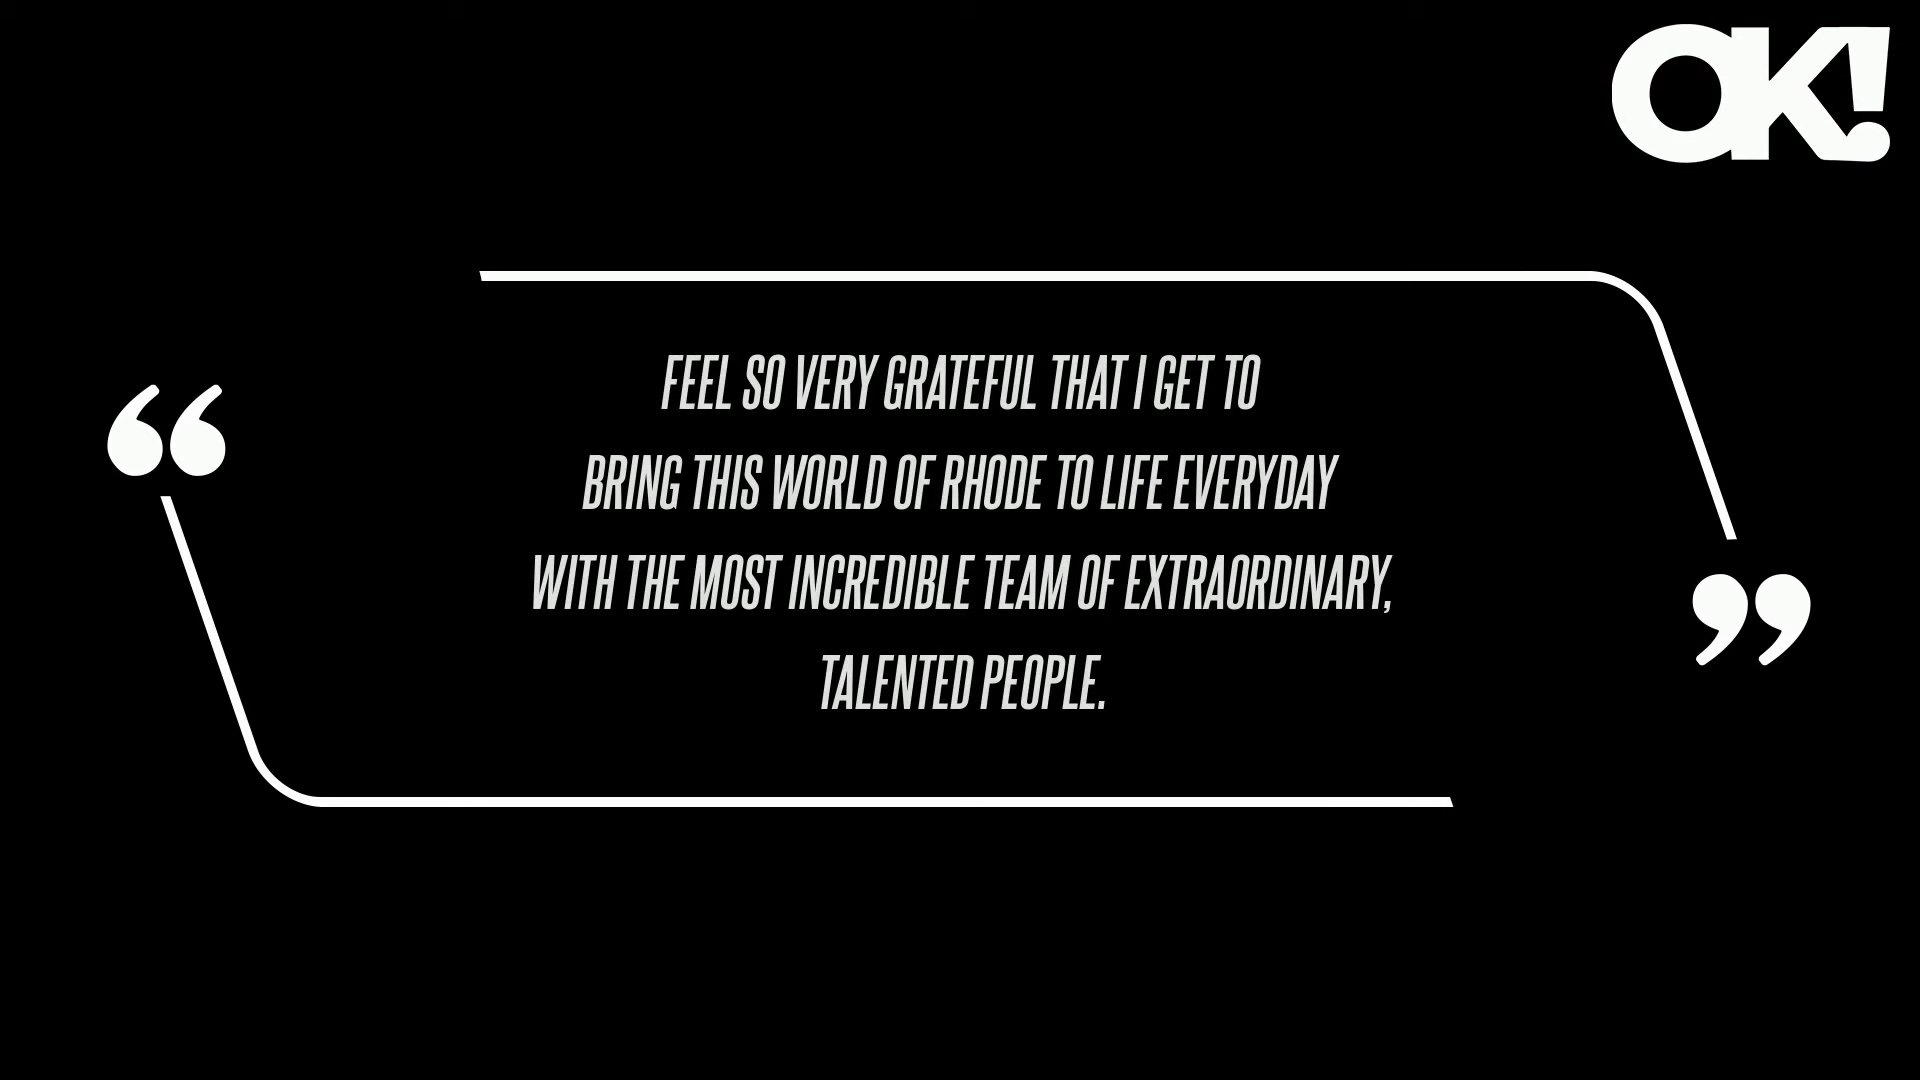 OK!
“
FEEL SO VERY GRATEFUL THAT I GET TO
BRING THIS WORLD OF RHODE TO LIFE EVERYDAY
WITH THE MOST INCREDIBLE TEAM OF EXTRAORDINARY,
TALENTED PEOPLE.
”